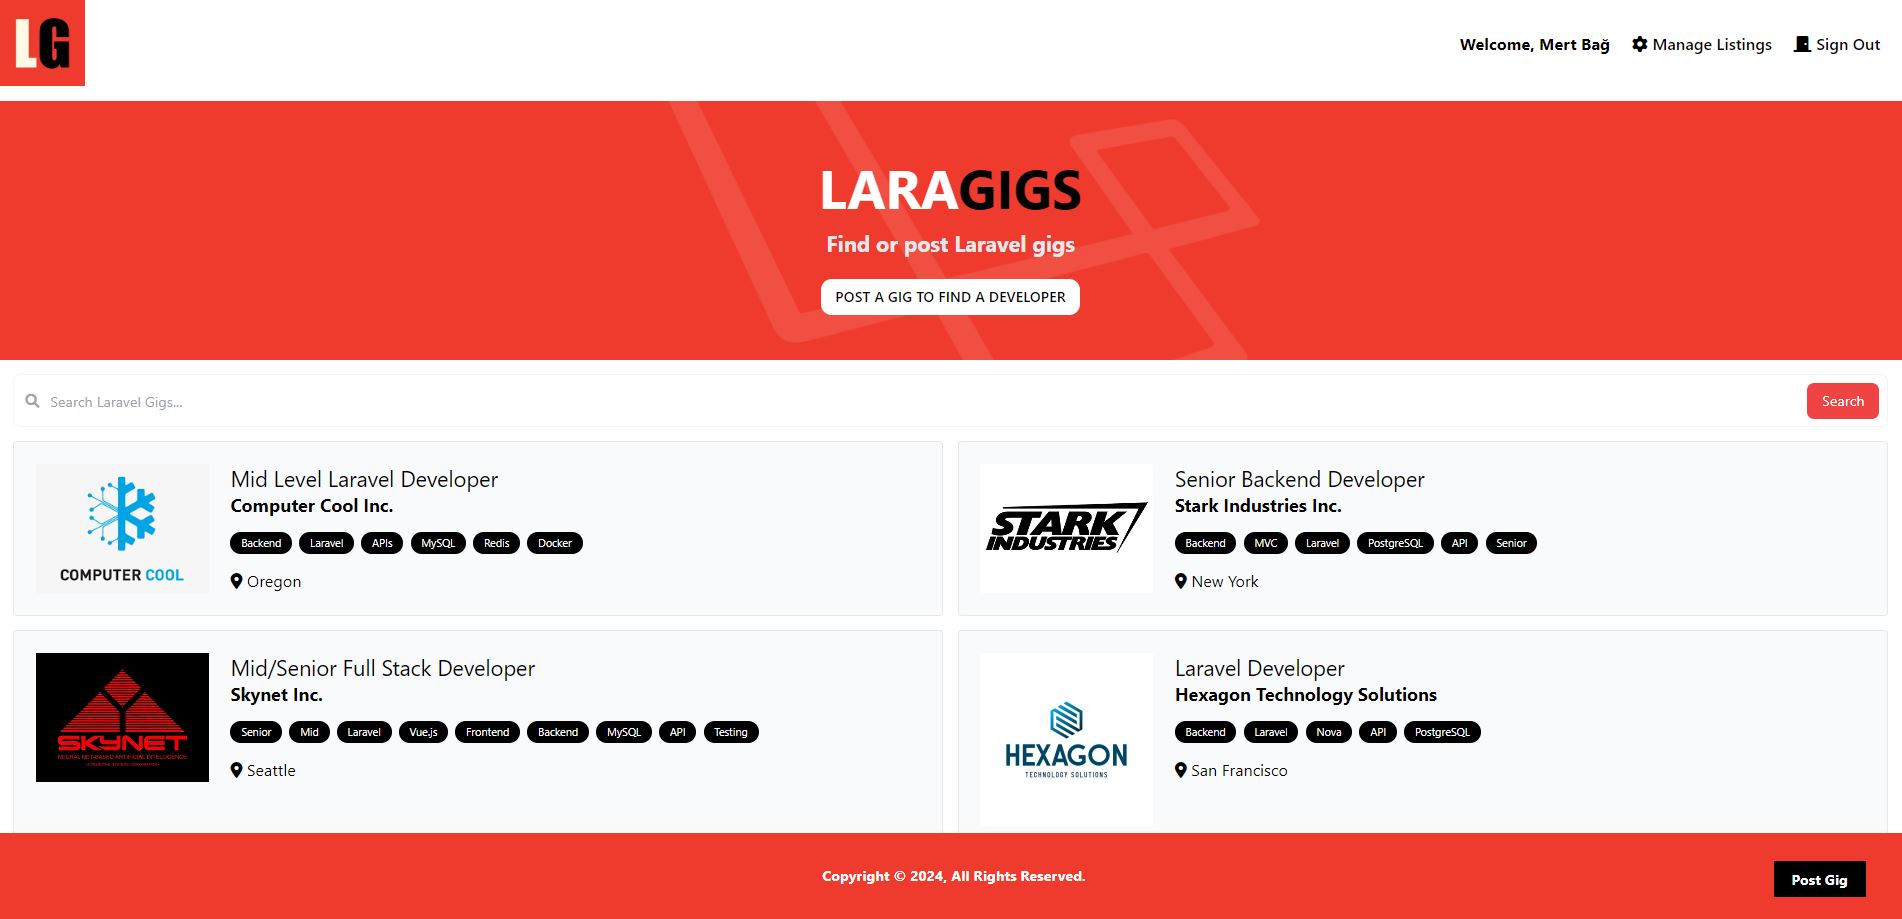 LG
Welcome, Mert Bağ Manage Listings Sign Out
LARAGIGS
Find or post Laravel gigs
POST A GIG TO FIND A DEVELOPER
Search Laravel Gigs... Search
COMPUTER COOL
Mid Level Laravel Developer
Computer Cool Inc.
Backend Laravel APIs MySQL Redis Docker
Oregon
STARK
INDUSTRIES
Senior Backend Developer
Stark Industries Inc.
Backend MVC Laravel PostgreSQL API Senior
New York
SKYNET
NEURAL NET-BASED ARTIFICIAL INTELLIGENCE
Mid/Senior Full Stack Developer
Skynet Inc.
Senior Mid Laravel Vue.js Frontend Backend MySQL API Testing
Seattle
HEXAGON
TECHNOLOGY SOLUTIONS
Laravel Developer
Hexagon Technology Solutions
Backend Laravel Nova API PostgreSQL
San Francisco
Copyright © 2024, All Rights Reserved.
Post Gig